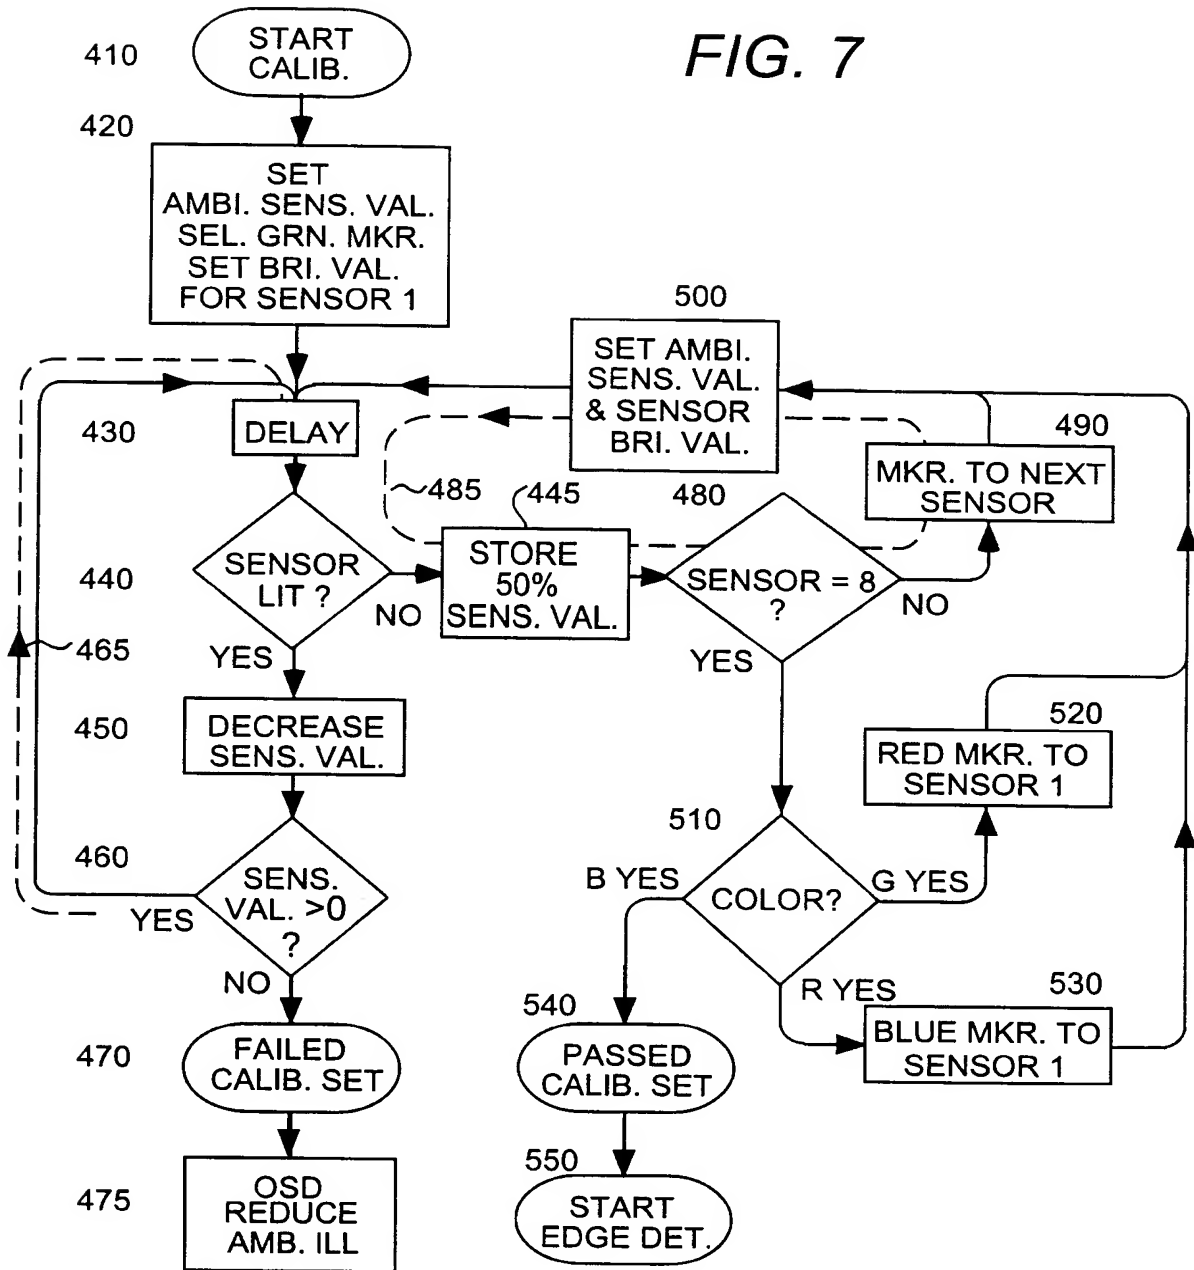 FIG. 7
410
START
CALIB.
420
SET
AMBI. SENS. VAL.
SEL. GRN. MKR.
SET BRI. VAL.
FOR SENSOR 1
500
SET AMBI.
SENS. VAL.
& SENSOR
BRI. VAL.
430
DELAY
490
MKR. TO NEXT
SENSOR
485
445
480
440
SENSOR
LIT ?
NO
STORE
50%
SENS. VAL.
SENSOR = 8
?
NO
465
YES
YES
450
DECREASE
SENS. VAL.
520
RED MKR. TO
SENSOR 1
460
SENS.
VAL. >0
?
YES
NO
510
B YES
COLOR?
G YES
R YES
530
BLUE MKR. TO
SENSOR 1
470
FAILED
CALIB. SET
540
PASSED
CALIB. SET
475
OSD
REDUCE
AMB. ILL
550
START
EDGE DET.